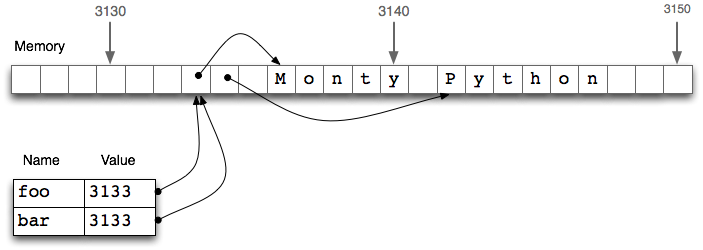 3130 3140 3150
Memory
M o n t y P y t h o n
Name Value
foo 3133
bar 3133